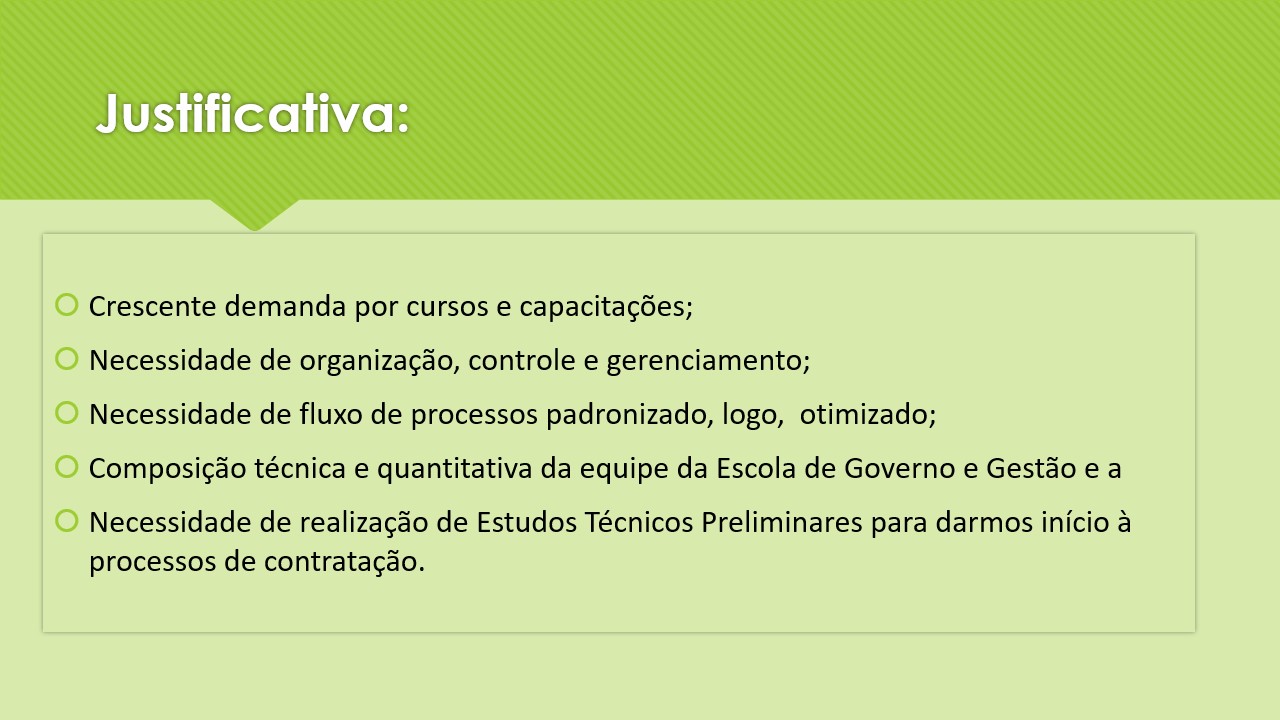 Justificativa:
Crescente demanda por cursos e capacitações;
Necessidade de organização, controle e gerenciamento;
Necessidade de fluxo de processos padronizado, logo,  otimizado;
Composição técnica e quantitativa da equipe da Escola de Governo e Gestão e a
Necessidade de realização de Estudos Técnicos Preliminares para darmos início à
processos de contratação.